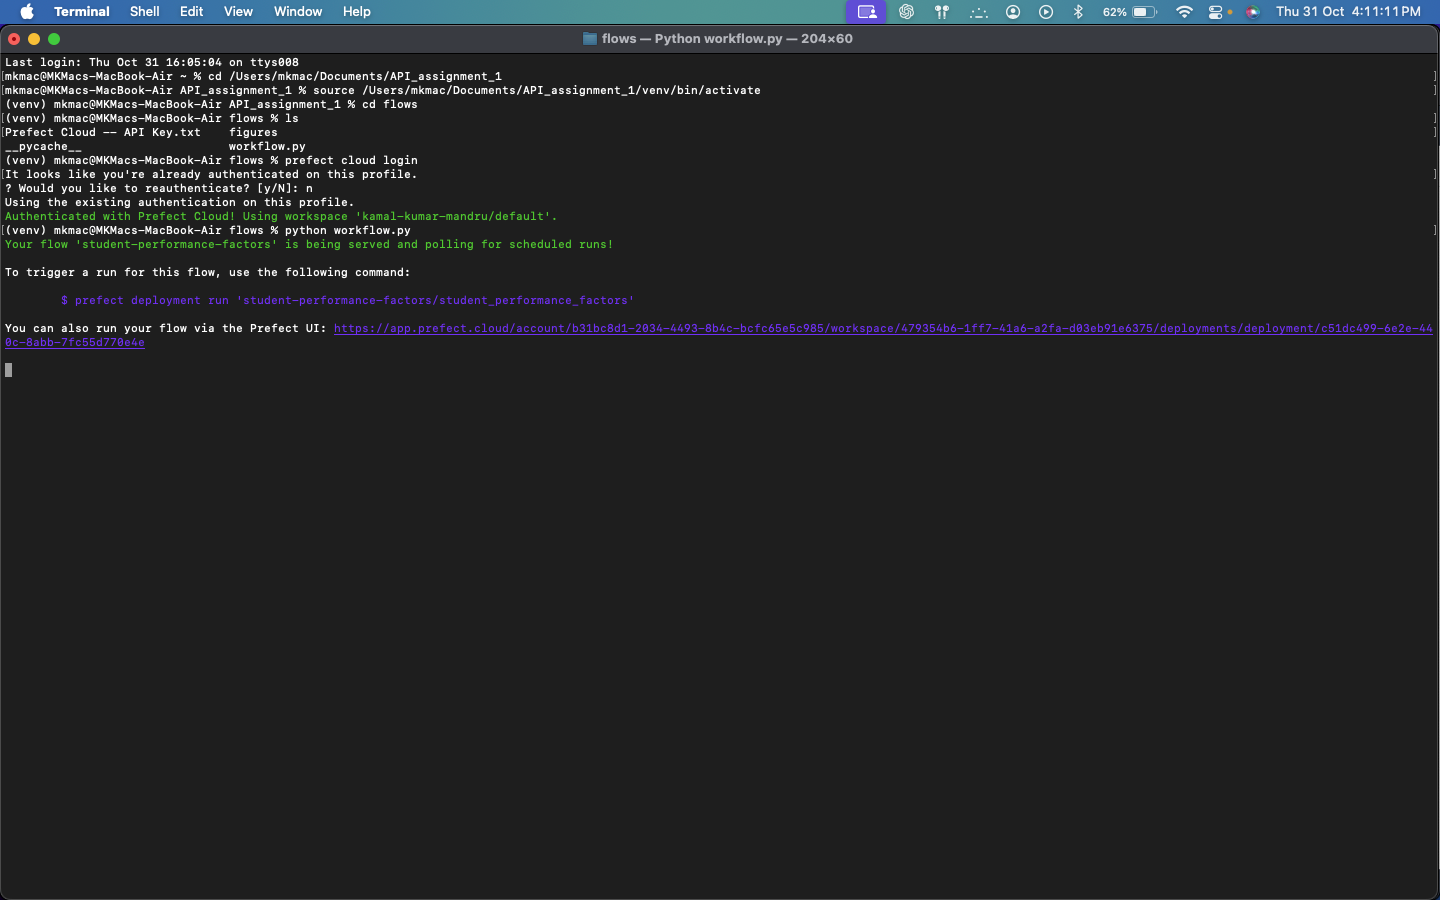 Terminal Shell Edit View Window Help 62% Thu 31 Oct 4:11:11 PM
flows — Python workflow.py — 204×60
Last login: Thu Oct 31 16:05:04 on ttys008
[mkmac@MKMacs-MacBook-Air ~ % cd /Users/mkmac/Documents/API_assignment_1 ]
[mkmac@MKMacs-MacBook-Air API_assignment_1 % source /Users/mkmac/Documents/API_assignment_1/venv/bin/activate ]
(venv) mkmac@MKMacs-MacBook-Air API_assignment_1 % cd flows
[(venv) mkmac@MKMacs-MacBook-Air flows % ls ]
[Prefect Cloud -- API Key.txt figures ]
__pycache__ workflow.py
(venv) mkmac@MKMacs-MacBook-Air flows % prefect cloud login
[It looks like you're already authenticated on this profile. ]
? Would you like to reauthenticate? [y/N]: n
Using the existing authentication on this profile.
Authenticated with Prefect Cloud! Using workspace 'kamal-kumar-mandru/default'.
[(venv) mkmac@MKMacs-MacBook-Air flows % python workflow.py ]
Your flow 'student-performance-factors' is being served and polling for scheduled runs!
To trigger a run for this flow, use the following command:
$ prefect deployment run 'student-performance-factors/student_performance_factors'
You can also run your flow via the Prefect UI: https://app.prefect.cloud/account/b31bc8d1-2034-4493-8b4c-bcfc65e5c985/workspace/479354b6-1ff7-41a6-a2fa-d03eb91e6375/deployments/deployment/c51dc499-6e2e-44
0c-8abb-7fc55d770e4e